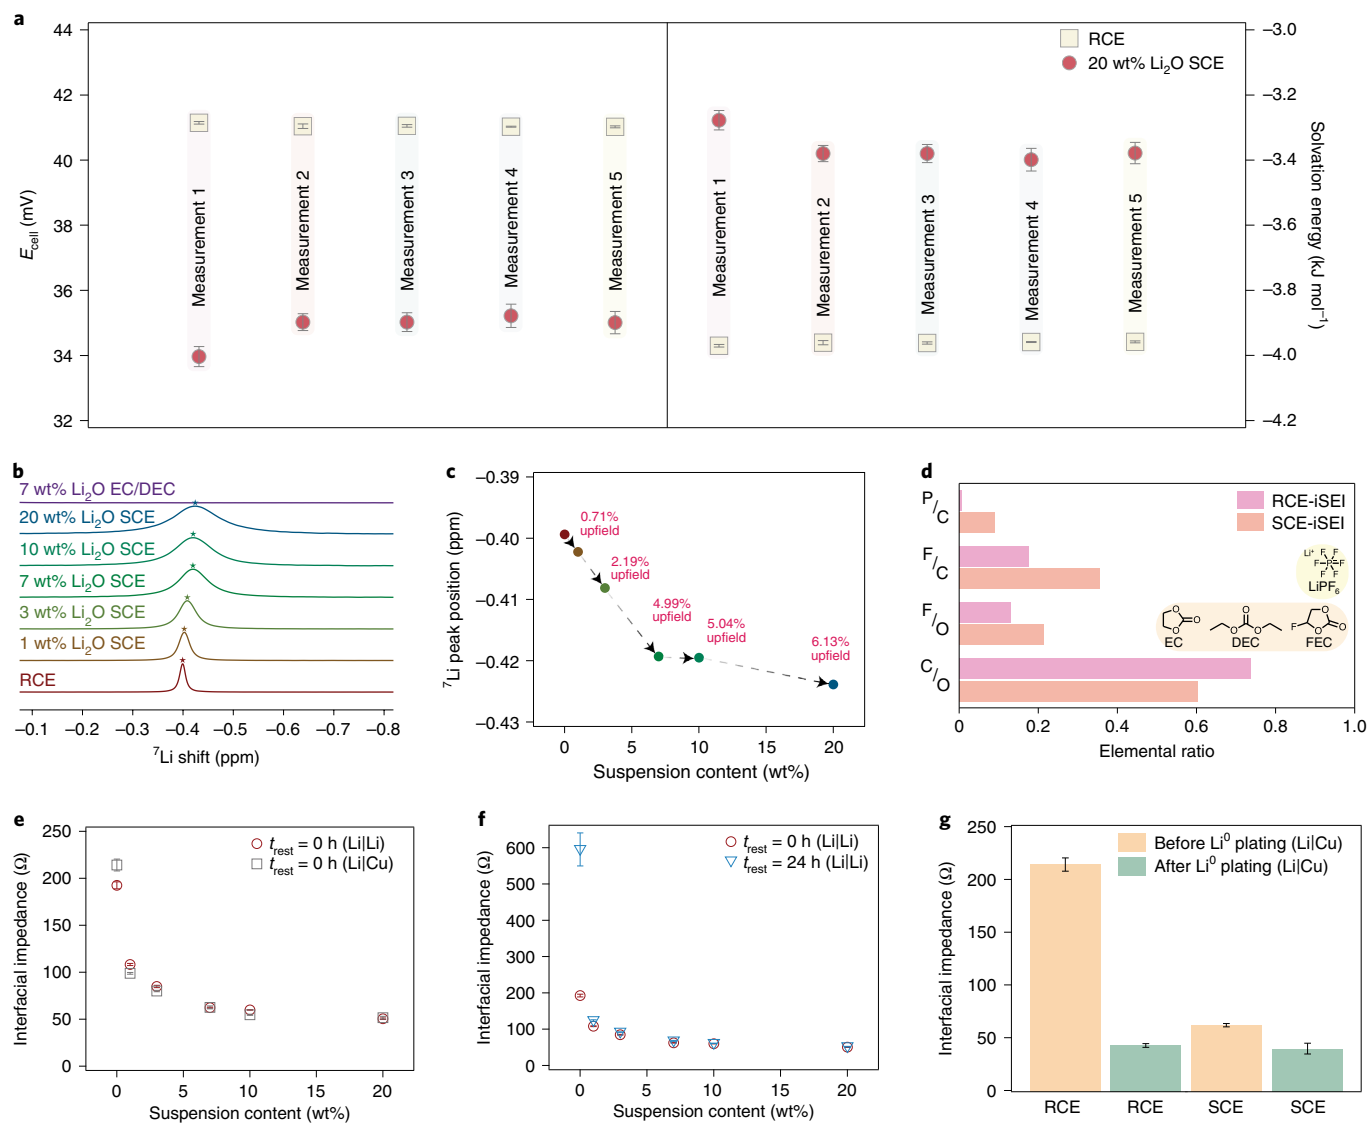 a
44
42
40
38
36
34
32
E_cell (mV)
Measurement 1
Measurement 2
Measurement 3
Measurement 4
Measurement 5
Measurement 1
Measurement 2
Measurement 3
Measurement 4
Measurement 5
RCE
20 wt% Li₂O SCE
–3.0
–3.2
–3.4
–3.6
–3.8
–4.0
–4.2
Solvation energy (kJ mol⁻¹)
b
7 wt% Li₂O EC/DEC
20 wt% Li₂O SCE
10 wt% Li₂O SCE
7 wt% Li₂O SCE
3 wt% Li₂O SCE
1 wt% Li₂O SCE
RCE
–0.1 –0.2 –0.3 –0.4 –0.5 –0.6 –0.7 –0.8
⁷Li shift (ppm)
c
–0.39
–0.40
–0.41
–0.42
–0.43
⁷Li peak position (ppm)
0.71%
upfield
2.19%
upfield
4.99%
upfield
5.04%
upfield
6.13%
upfield
0 5 10 15 20
Suspension content (wt%)
d
P/C
F/C
F/O
C/O
RCE-iSEI
SCE-iSEI
Li⁺ F F F P F F F
LiPF₆
O O O
O O O
F O O O
EC DEC FEC
0 0.2 0.4 0.6 0.8 1.0
Elemental ratio
e
250
200
150
100
50
0
Interfacial impedance (Ω)
t_rest = 0 h (Li|Li)
t_rest = 0 h (Li|Cu)
0 5 10 15 20
Suspension content (wt%)
f
600
500
400
300
200
100
0
Interfacial impedance (Ω)
t_rest = 0 h (Li|Li)
t_rest = 24 h (Li|Li)
0 5 10 15 20
Suspension content (wt%)
g
250
200
150
100
50
0
Interfacial impedance (Ω)
Before Li⁰ plating (Li|Cu)
After Li⁰ plating (Li|Cu)
RCE RCE SCE SCE